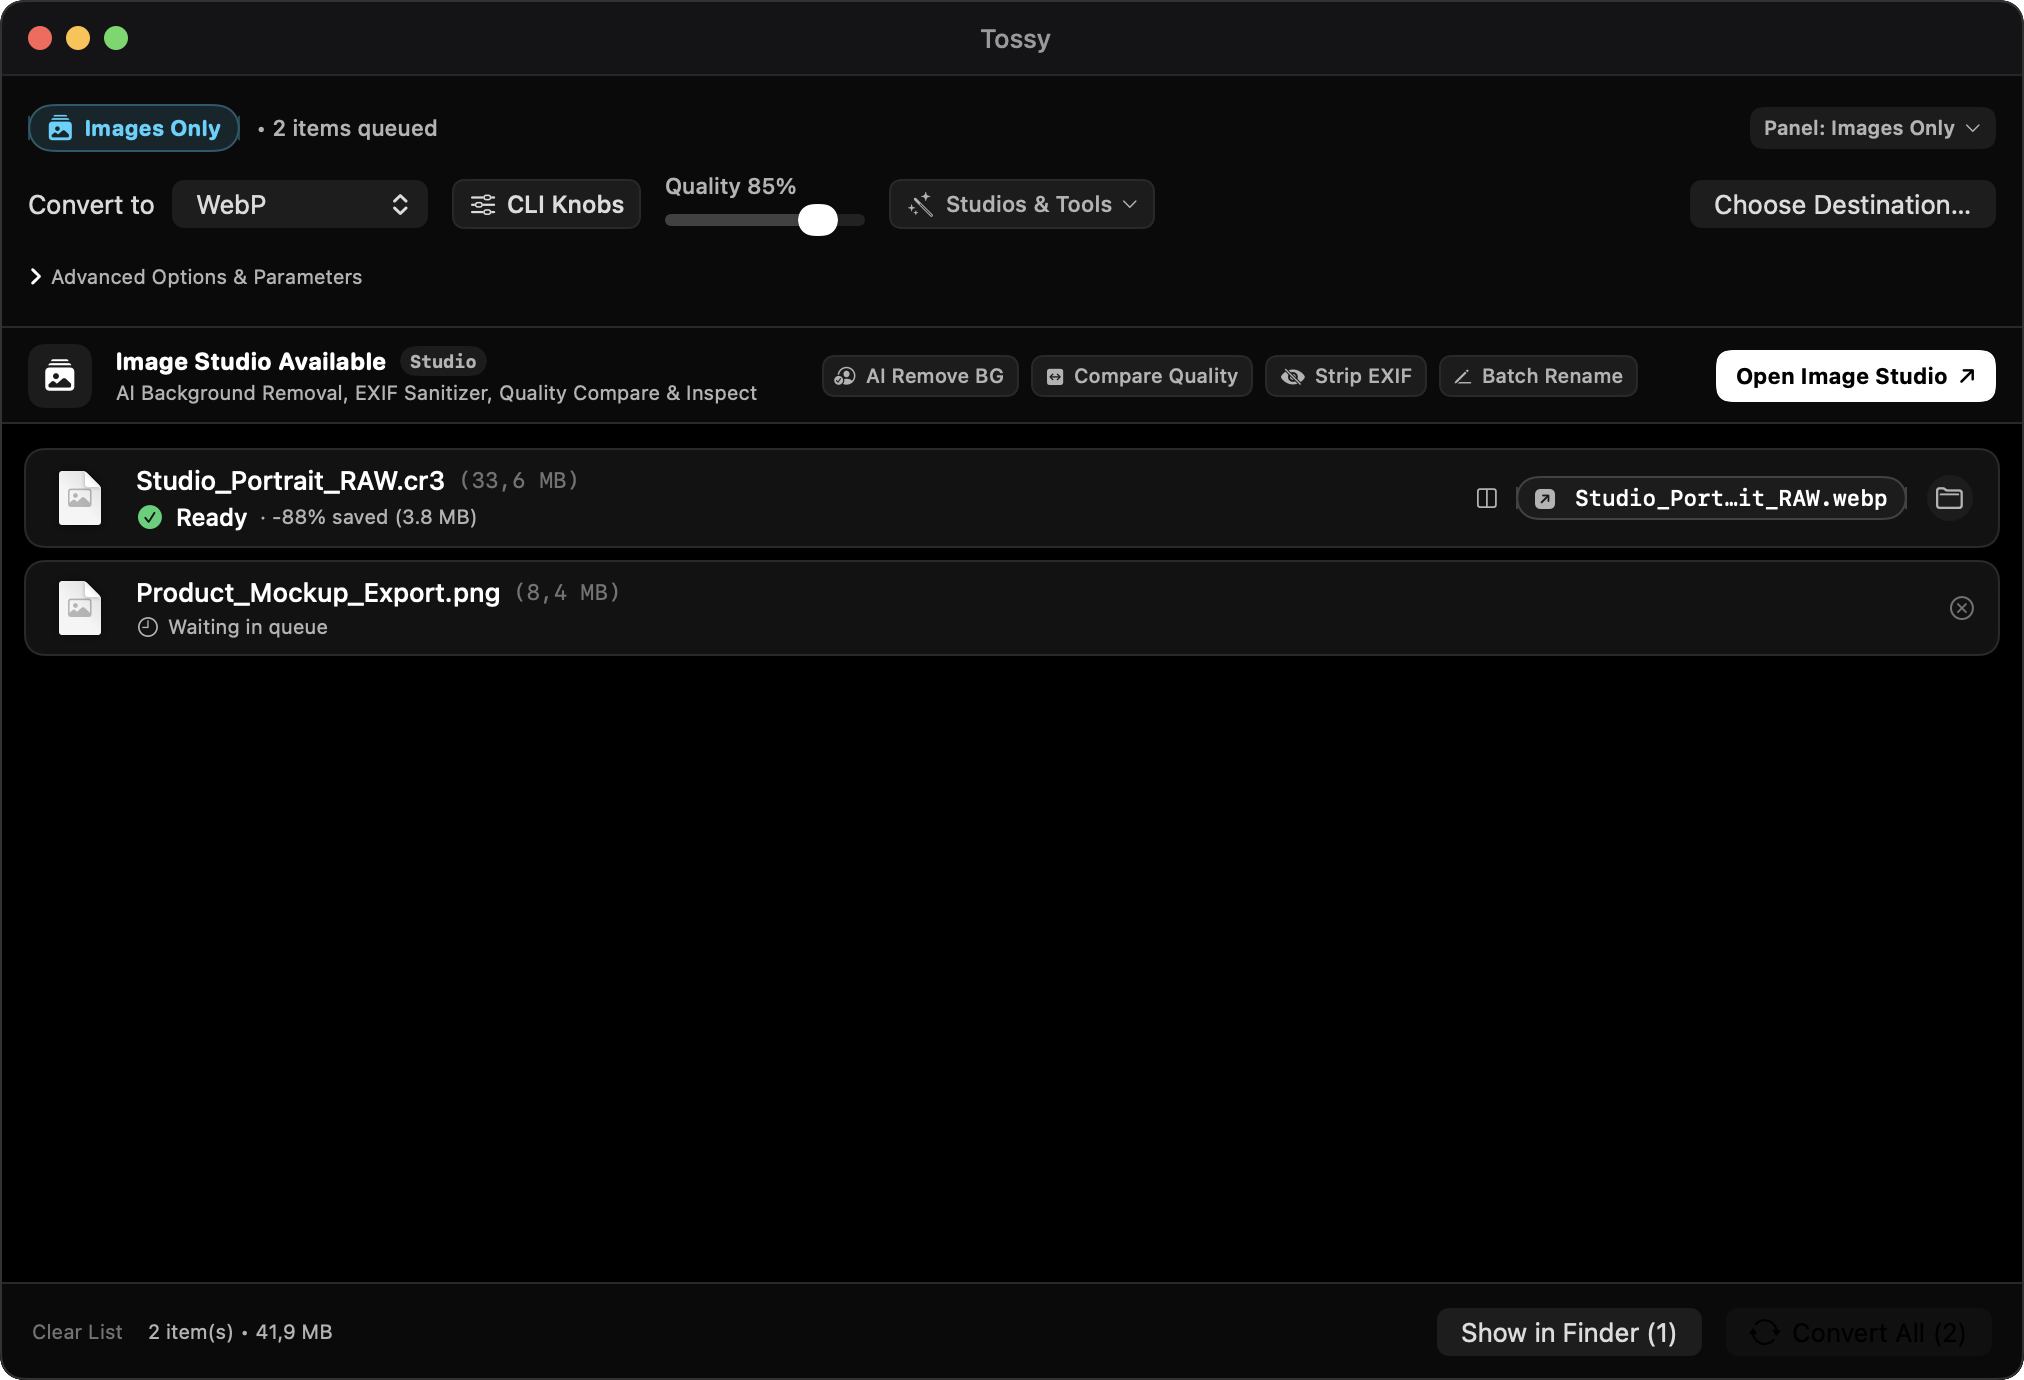 Tossy
Images Only • 2 items queued
Panel: Images Only
Convert to WebP CLI Knobs Quality 85% Studios & Tools Choose Destination...
Advanced Options & Parameters
Image Studio Available Studio
AI Background Removal, EXIF Sanitizer, Quality Compare & Inspect
AI Remove BG Compare Quality Strip EXIF Batch Rename Open Image Studio
Studio_Portrait_RAW.cr3 (33,6 MB)
Ready · -88% saved (3.8 MB)
Studio_Port…it_RAW.webp
Product_Mockup_Export.png (8,4 MB)
Waiting in queue
Clear List 2 item(s) • 41,9 MB Show in Finder (1) Convert All (2)